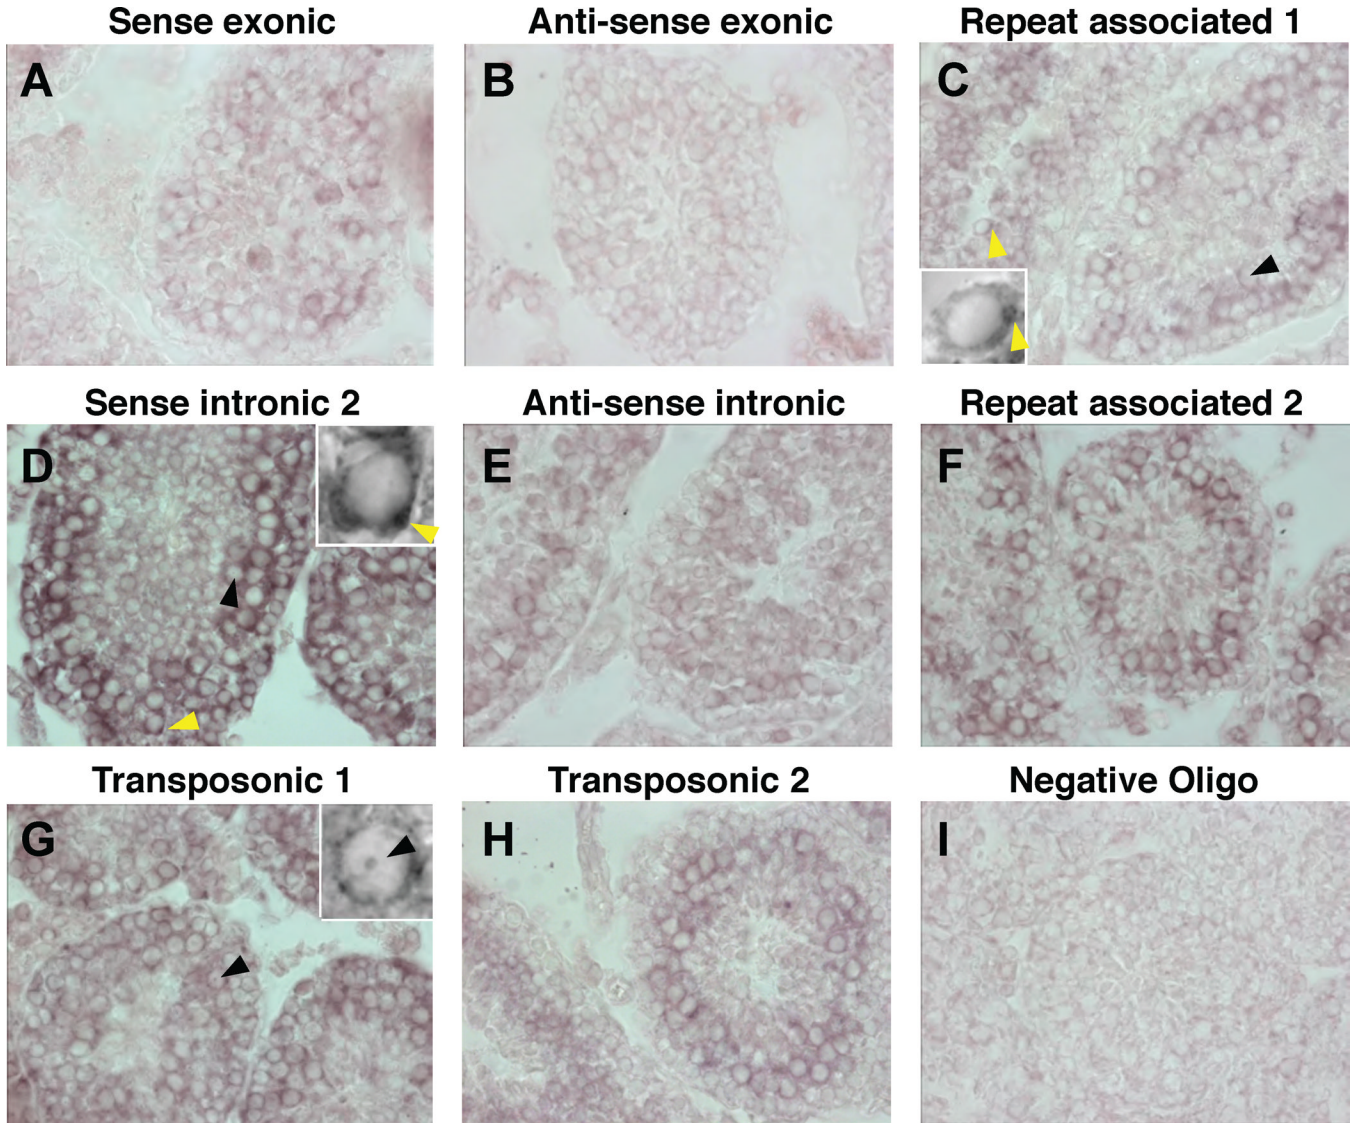 Sense exonic
Anti-sense exonic
Repeat associated 1
A
B
C
Sense intronic 2
Anti-sense intronic
Repeat associated 2
D
E
F
Transposonic 1
Transposonic 2
Negative Oligo
G
H
I